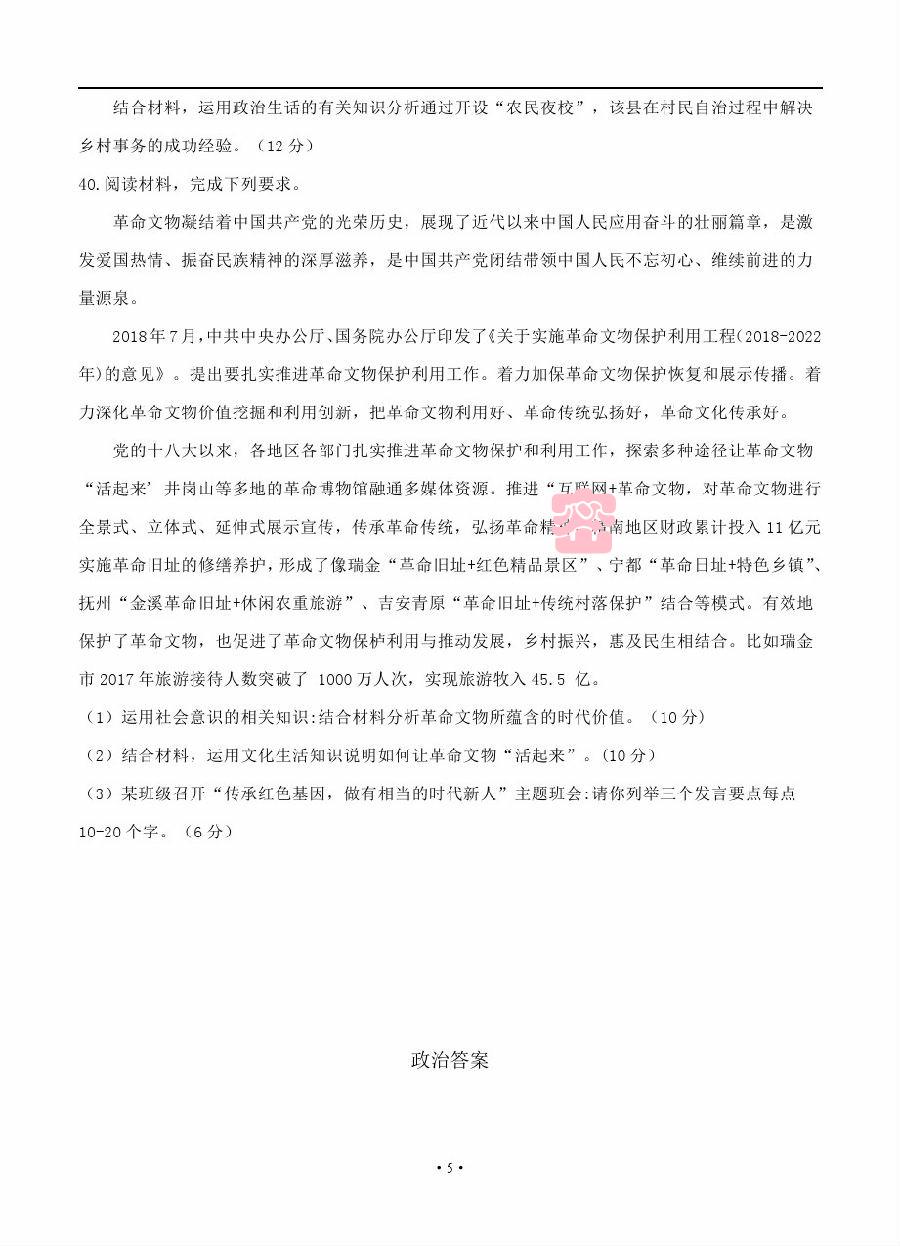 结合材料，运用政治生活的有关知识分析通过开设“农民夜校”，该县在村民自治过程中解决
乡村事务的成功经验。（12 分）
40.阅读材料，完成下列要求。
革命文物凝结着中国共产党的光荣历史，展现了近代以来中国人民应用奋斗的壮丽篇章，是激
发爱国热情、振奋民族精神的深厚滋养，是中国共产党闭结带领中国人民不忘初心、维续前进的力
量源泉。
2018年７月，中共中央办公厅、国务院办公厅印发了《关于实施革命文物保护利用工程(2018-2022
年)的意见》。提出要扎实推进革命文物保护利用工作。着力加保革命文物保护恢复和展示传播。着
力深化革命文物价值挖掘和利用创新，把革命文物利用好、革命传统弘扬好，革命文化传承好。
党的十八大以来，各地区各部门扎实推进革命文物保护和利用工作，探索多种途径让革命文物
“活起来’ 井岗山等多地的革命博物馆融通多媒体资源．推进“互联网+革命文物，对革命文物进行
全景式、立体式、延伸式展示宣传，传承革命传统，弘扬革命精 南地区财政累计投入 11 亿元
实施革命旧址的修缮养护，形成了像瑞金“革命旧址+红色精品景区”、宁都“革命日址+特色乡镇”、
抚州“金溪革命旧址+休闲农重旅游”、吉安青原“革命旧址+传统村落保护”结合等模式。有效地
保护了革命文物，也促进了革命文物保栌利用与推动发展，乡村振兴，惠及民生相结合。比如瑞金
市 2017 年旅游接待人数突破了 1000 万人次，实现旅游牧入 45.5 亿。
（1）运用社会意识的相关知识:结合材料分析革命文物所蕴含的时代价值。（10 分)
（2）结合材料，运用文化生活知识说明如何让革命文物“活起来”。(10 分）
（3）某班级召开“传承红色基因，做有相当的时代新人”主题班会:请你列举三个发言要点每点
10-20 个字。（6 分）
政治答案
• 5 •